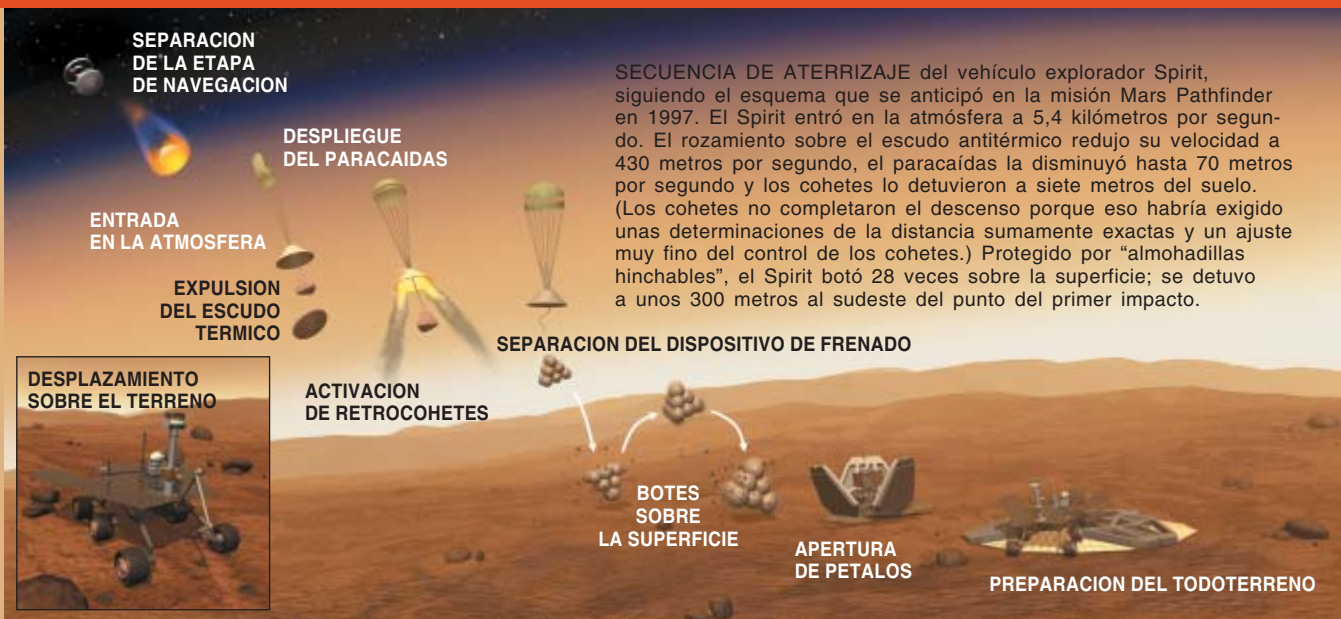 SEPARACION
DE LA ETAPA
DE NAVEGACION
DESPLIEGUE
DEL PARACAIDAS
ENTRADA
EN LA ATMOSFERA
EXPULSION
DEL ESCUDO
TERMICO
SECUENCIA DE ATERRIZAJE del vehículo explorador Spirit,
siguiendo el esquema que se anticipó en la misión Mars Pathfinder
en 1997. El Spirit entró en la atmósfera a 5,4 kilómetros por segun-
do. El rozamiento sobre el escudo antitérmico redujo su velocidad a
430 metros por segundo, el paracaídas la disminuyó hasta 70 metros
por segundo y los cohetes lo detuvieron a siete metros del suelo.
(Los cohetes no completaron el descenso porque eso habría exigido
unas determinaciones de la distancia sumamente exactas y un ajuste
muy fino del control de los cohetes.) Protegido por “almohadillas
hinchables”, el Spirit botó 28 veces sobre la superficie; se detuvo
a unos 300 metros al sudeste del punto del primer impacto.
ACTIVACION
DE RETROCOHETES
SEPARACION DEL DISPOSITIVO DE FRENADO
BOTES
SOBRE
LA SUPERFICIE
APERTURA
DE PETALOS
PREPARACION DEL TODOTERRENO
DESPLAZAMIENTO
SOBRE EL TERRENO